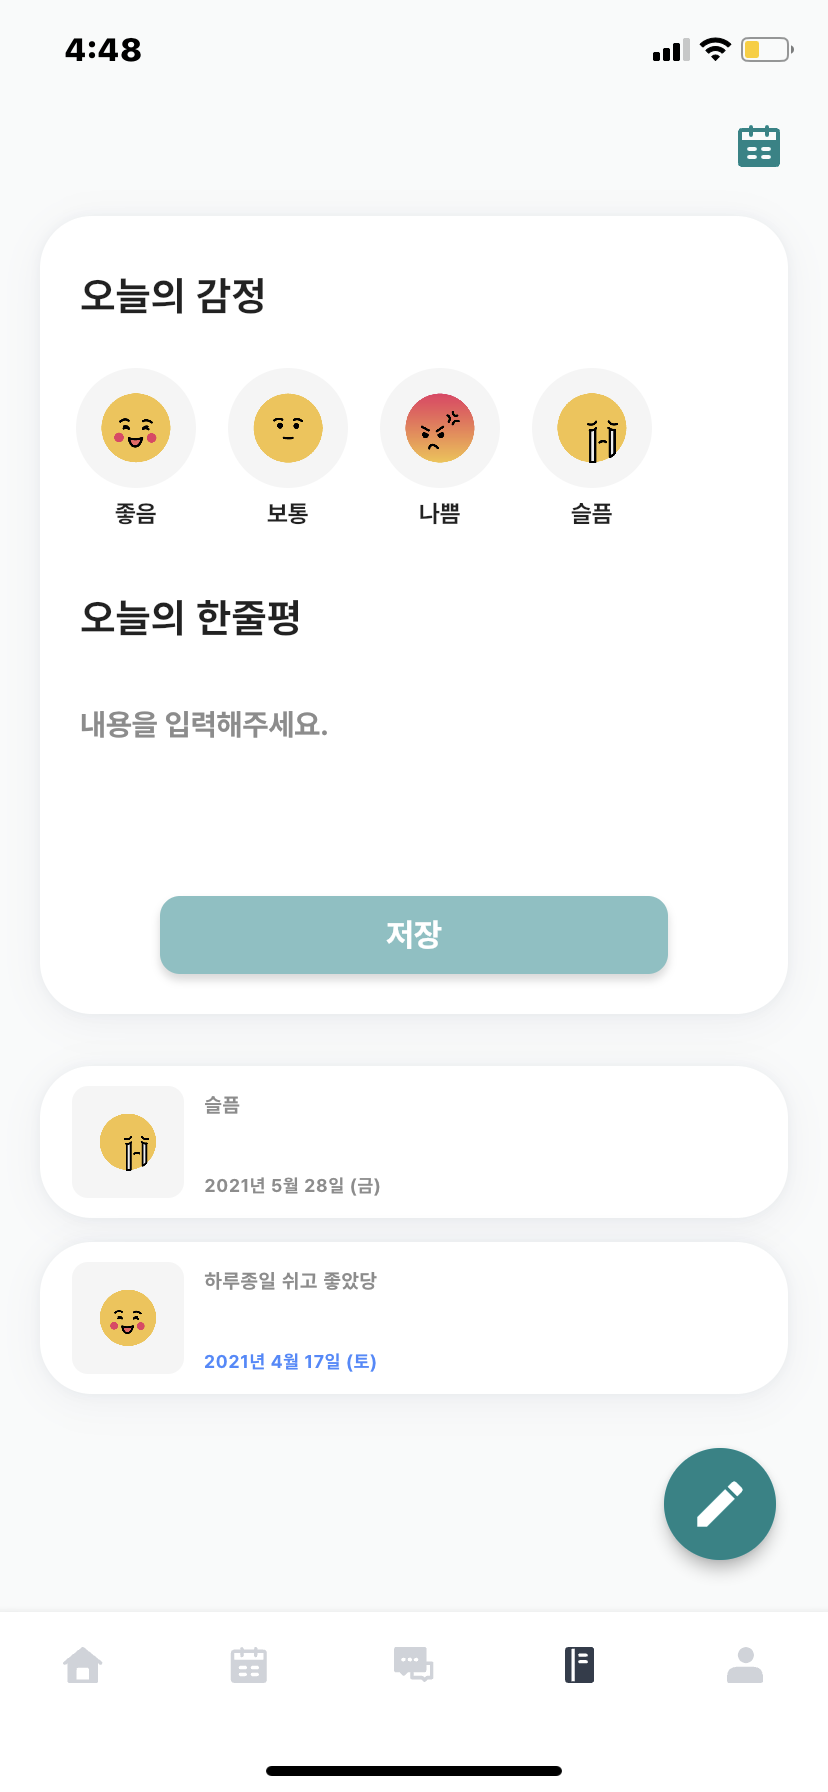 4:48
오늘의 감정
좋음 보통 나쁨 슬픔
오늘의 한줄평
내용을 입력해주세요.
저장
슬픔
2021년 5월 28일 (금)
하루종일 쉬고 좋았당
2021년 4월 17일 (토)